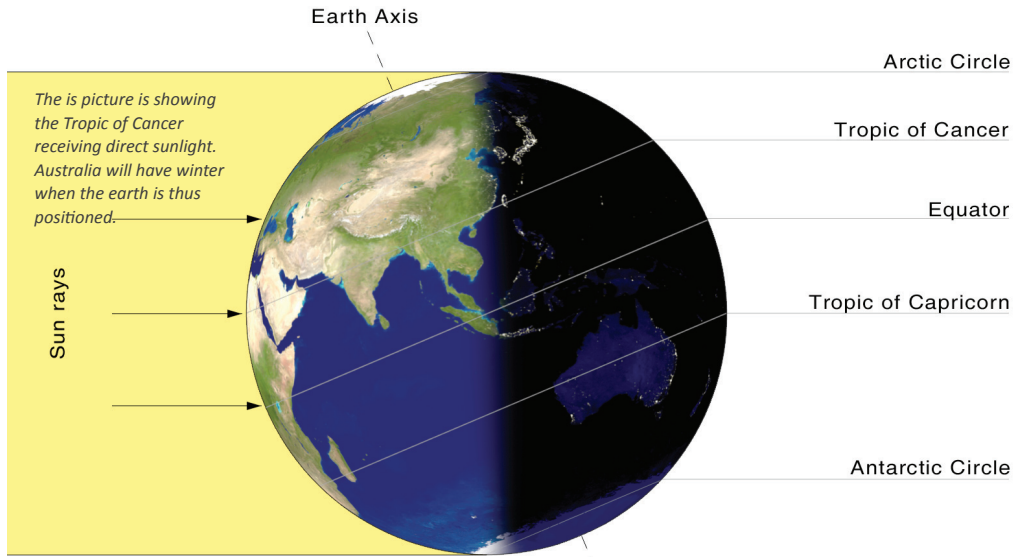 Earth Axis
Arctic Circle
The is picture is showing
the Tropic of Cancer
receiving direct sunlight.
Australia will have winter
when the earth is thus
positioned.
Tropic of Cancer
Equator
Sun rays
Tropic of Capricorn
Antarctic Circle